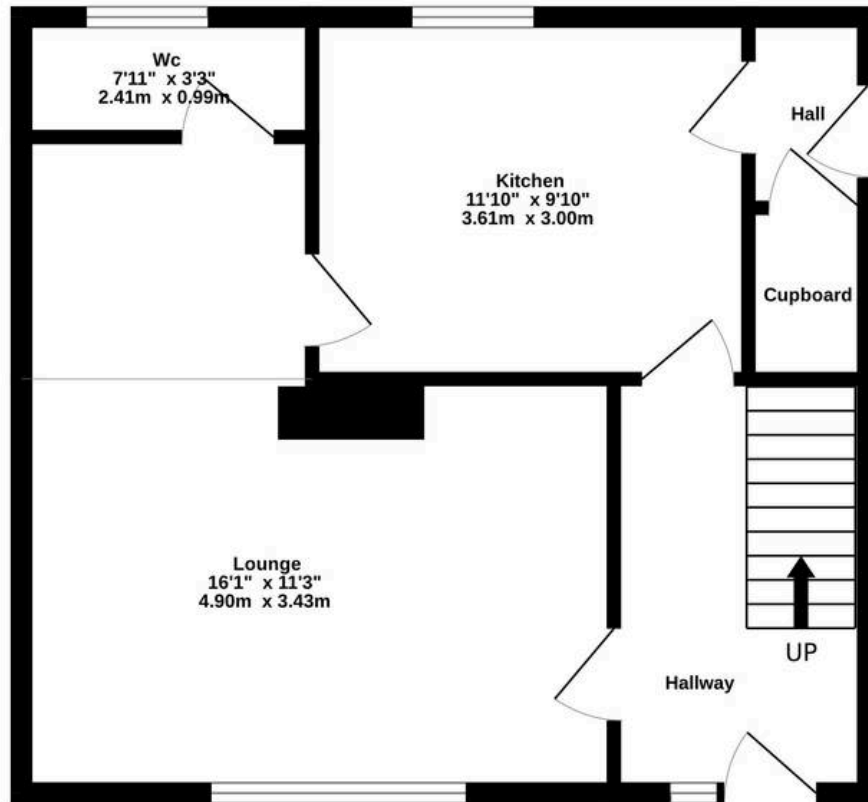 Wc
7'11" x 3'3"
2.41m x 0.99m
Hall
Kitchen
11'10" x 9'10"
3.61m x 3.00m
Cupboard
Lounge
16'1" x 11'3"
4.90m x 3.43m
UP
Hallway